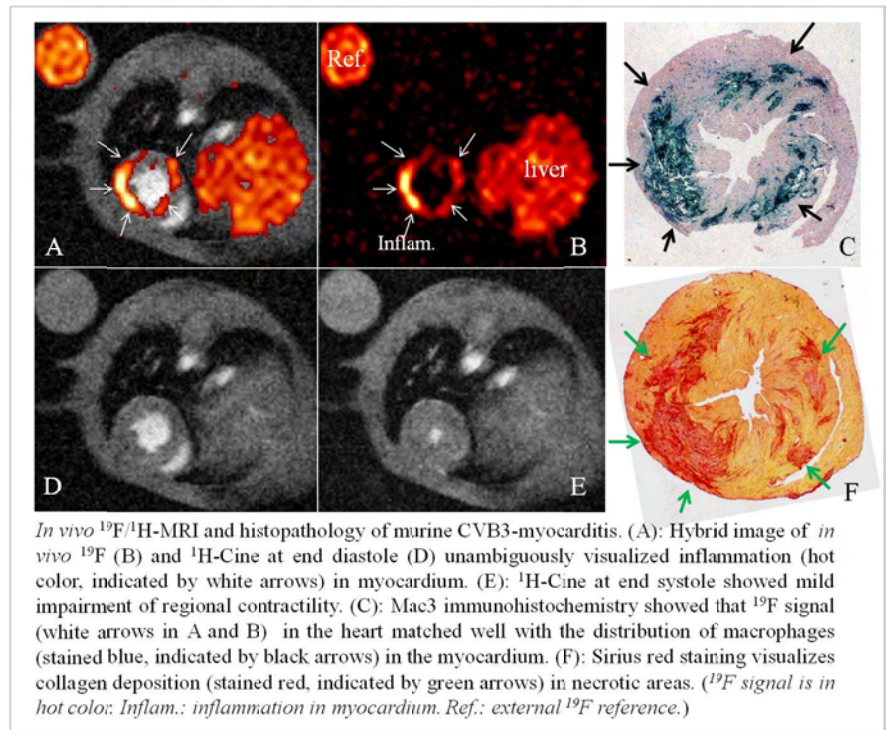 A
Ref.
liver
Inflam.
B
C
D
E
F
In vivo ¹⁹F/¹H-MRI and histopathology of murine CVB3-myocarditis. (A): Hybrid image of in
vivo ¹⁹F (B) and ¹H-Cine at end diastole (D) unambiguously visualized inflammation (hot
color, indicated by white arrows) in myocardium. (E): ¹H-Cine at end systole showed mild
impairment of regional contractility. (C): Mac3 immunohistochemistry showed that ¹⁹F signal
(white arrows in A and B) in the heart matched well with the distribution of macrophages
(stained blue, indicated by black arrows) in the myocardium. (F): Sirius red staining visualizes
collagen deposition (stained red, indicated by green arrows) in necrotic areas. (¹⁹F signal is in
hot color. Inflam.: inflammation in myocardium. Ref.: external ¹⁹F reference.)